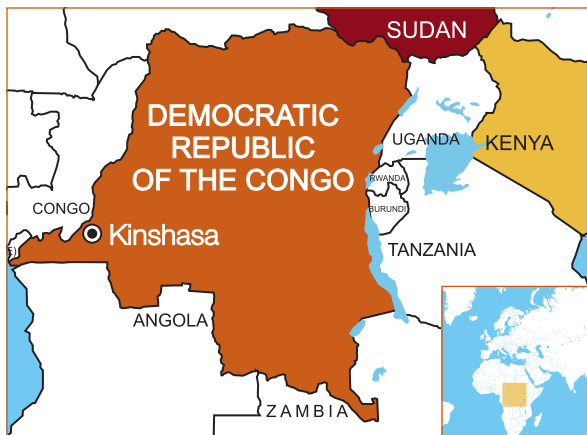 SUDAN
DEMOCRATIC
REPUBLIC
OF THE CONGO
UGANDA
KENYA
RWANDA
BURUNDI
CONGO
Kinshasa
TANZANIA
ANGOLA
ZAMBIA